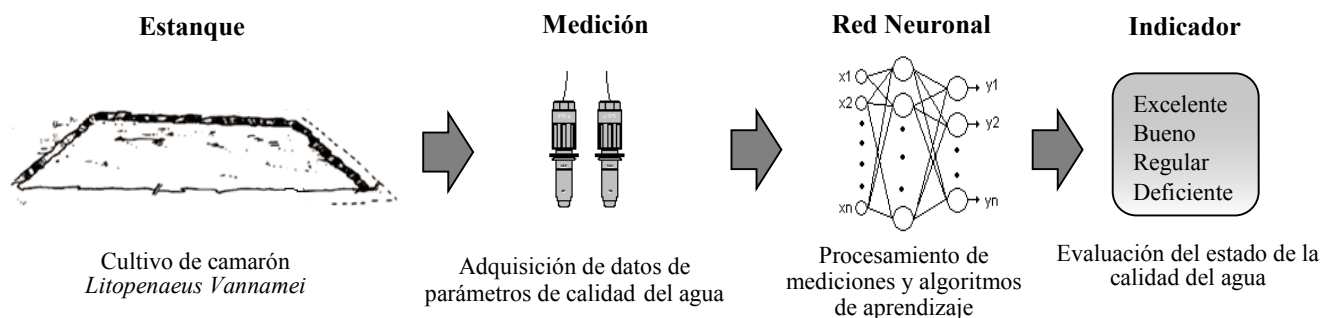 Estanque
Medición
Red Neuronal
Indicador
x1
x2
xn
y1
y2
yn
Excelente
Bueno
Regular
Deficiente
Cultivo de camarón
Litopenaeus Vannamei
Adquisición de datos de
parámetros de calidad del agua
Procesamiento de
mediciones y algoritmos
de aprendizaje
Evaluación del estado de la
calidad del agua